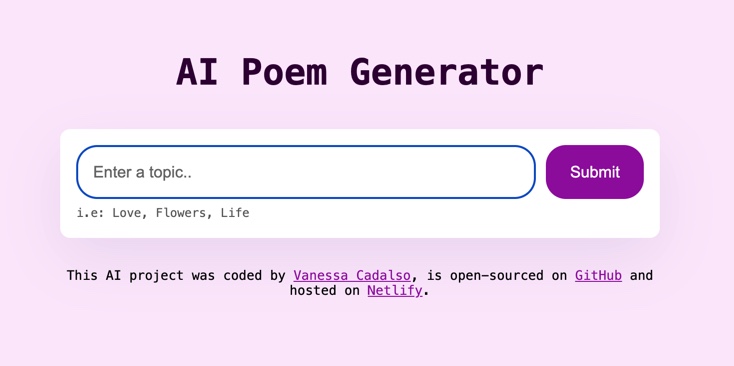 AI Poem Generator
Enter a topic..
Submit
i.e: Love, Flowers, Life
This AI project was coded by Vanessa Cadalso, is open-sourced on GitHub and
hosted on Netlify.